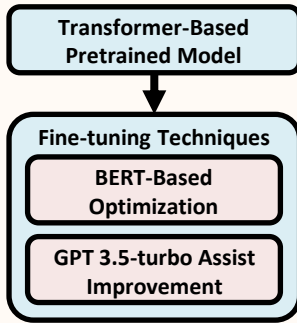 Transformer-Based
Pretrained Model
Fine-tuning Techniques
BERT-Based
Optimization
GPT 3.5-turbo Assist
Improvement